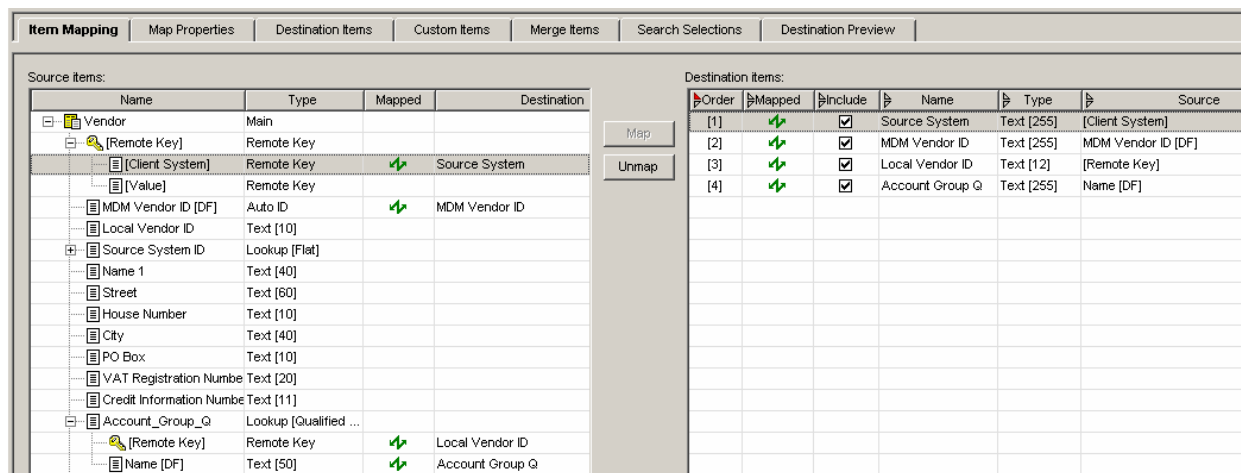 Item Mapping Map Properties Destination Items Custom Items Merge Items Search Selections Destination Preview
Source items:
Name Type Mapped Destination
Vendor Main
[Remote Key] Remote Key
[Client System] Remote Key Source System
[Value] Remote Key
MDM Vendor ID [DF] Auto ID MDM Vendor ID
Local Vendor ID Text [10]
Source System ID Lookup [Flat]
Name 1 Text [40]
Street Text [60]
House Number Text [10]
City Text [40]
PO Box Text [10]
VAT Registration Numbe Text [20]
Credit Information Numbe Text [11]
Account_Group_Q Lookup [Qualified ...
[Remote Key] Remote Key Local Vendor ID
Name [DF] Text [50] Account Group Q
Map
Unmap
Destination items:
Order Mapped Include Name Type Source
[1] Source System Text [255] [Client System]
[2] MDM Vendor ID Text [255] MDM Vendor ID [DF]
[3] Local Vendor ID Text [12] [Remote Key]
[4] Account Group Q Text [255] Name [DF]